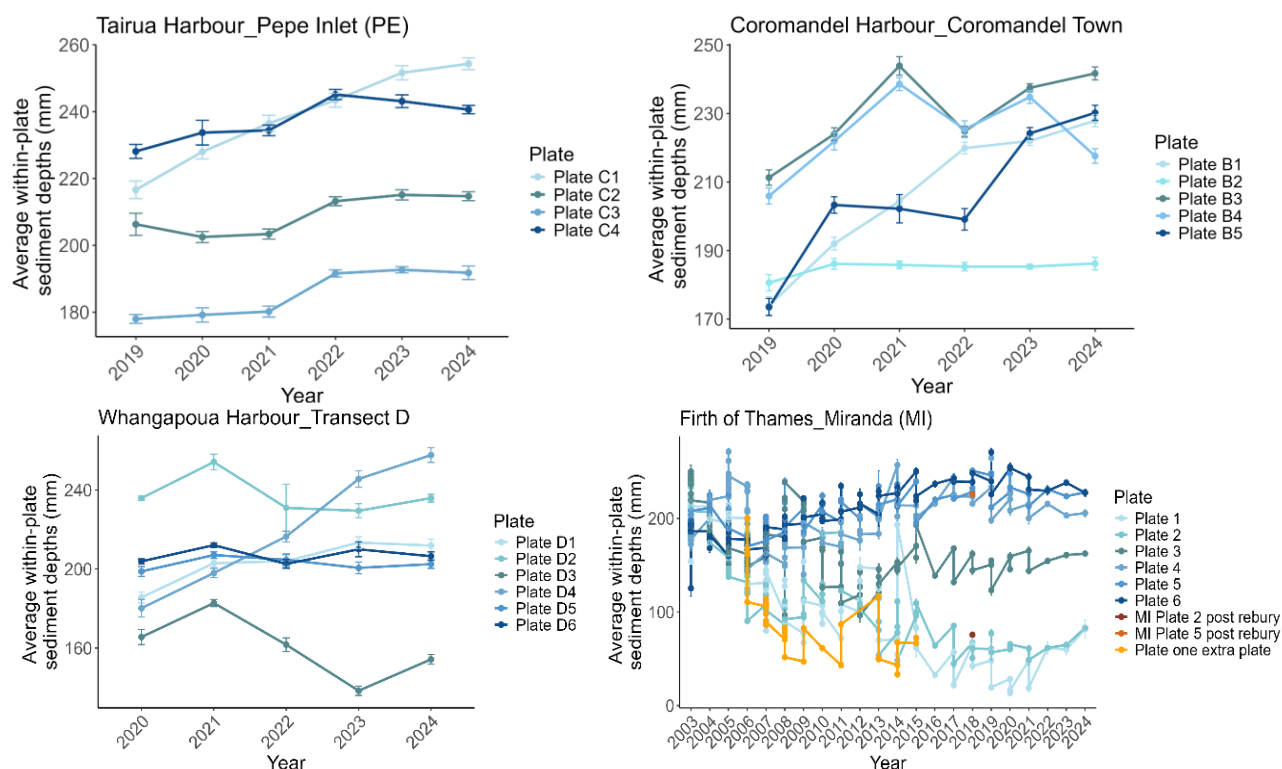 Tairua Harbour_Pepe Inlet (PE)
260
240
220
200
180
Average within-plate
sediment depths (mm)
2019
2020
2021
2022
2023
2024
Year
Plate
Plate C1
Plate C2
Plate C3
Plate C4
Coromandel Harbour_Coromandel Town
250
230
210
190
170
Average within-plate
sediment depths (mm)
2019
2020
2021
2022
2023
2024
Year
Plate
Plate B1
Plate B2
Plate B3
Plate B4
Plate B5
Whangapoua Harbour_Transect D
240
200
160
Average within-plate
sediment depths (mm)
2020
2021
2022
2023
2024
Year
Plate
Plate D1
Plate D2
Plate D3
Plate D4
Plate D5
Plate D6
Firth of Thames_Miranda (MI)
200
100
0
Average within-plate
sediment depths (mm)
2003
2004
2005
2006
2007
2008
2009
2010
2011
2012
2013
2014
2015
2016
2017
2018
2019
2020
2021
2022
2023
2024
Year
Plate
Plate 1
Plate 2
Plate 3
Plate 4
Plate 5
Plate 6
MI Plate 2 post rebury
MI Plate 5 post rebury
Plate one extra plate